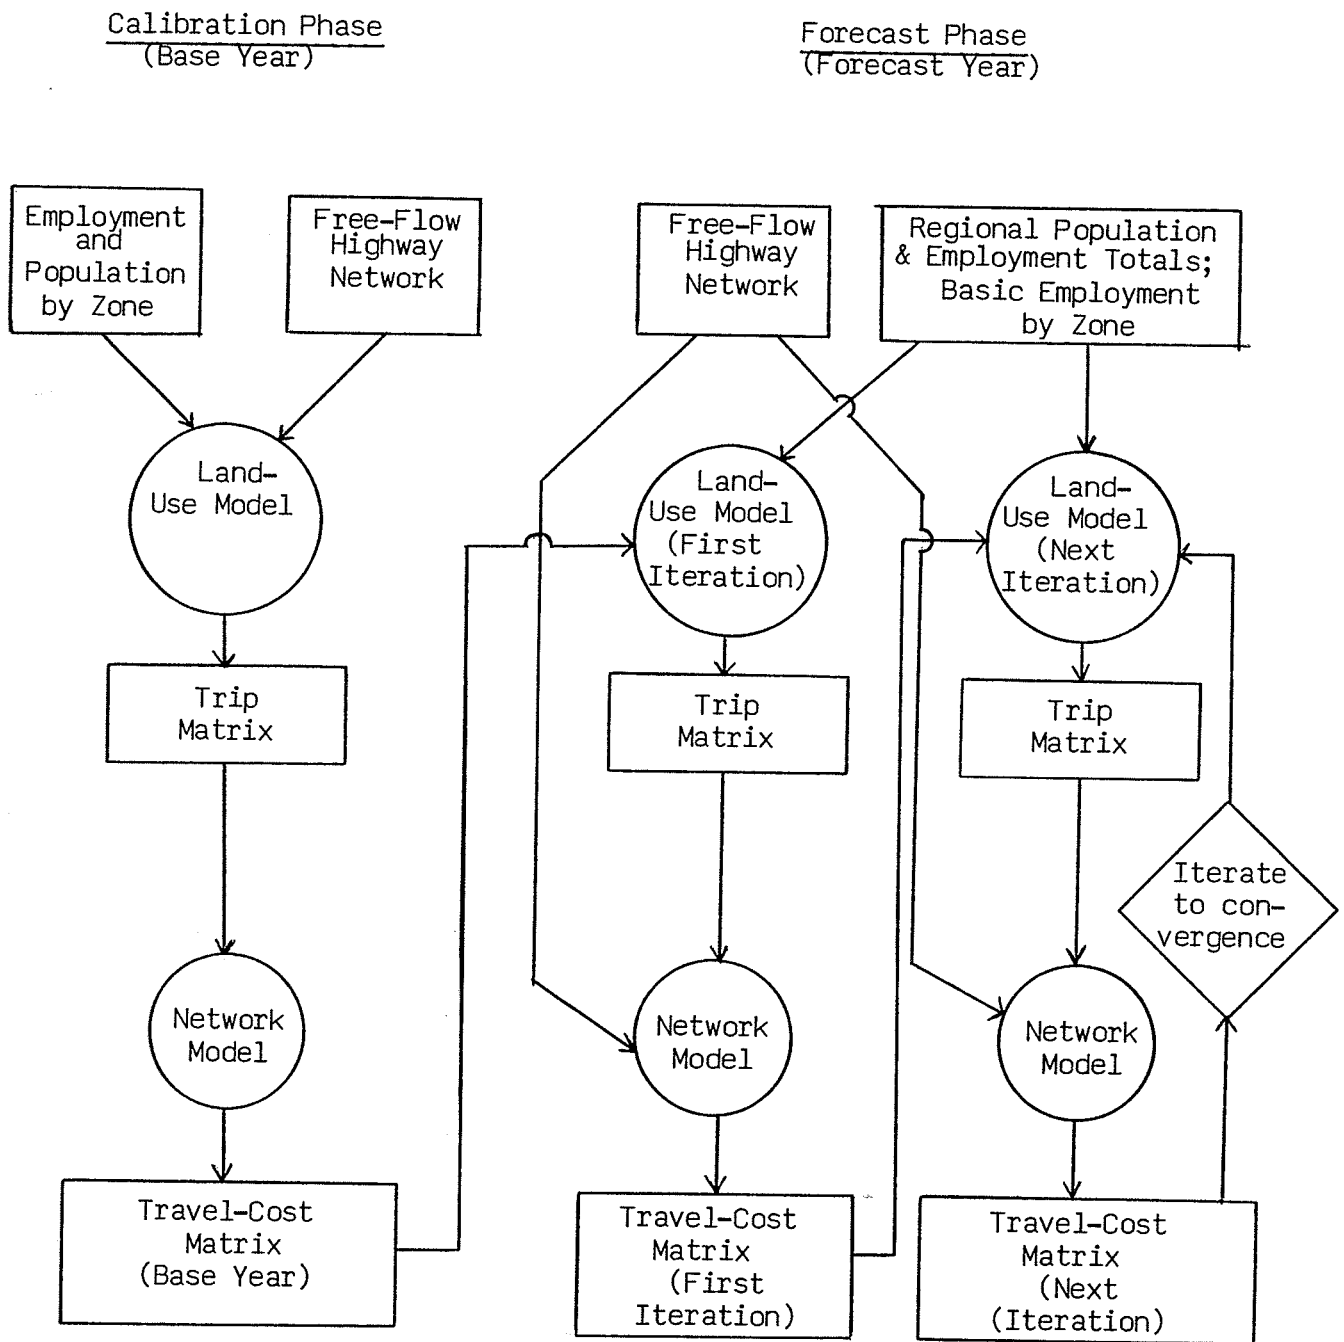 Calibration Phase
(Base Year)
Forecast Phase
(Forecast Year)
Employment
and
Population
by Zone
Free-Flow
Highway
Network
Free-Flow
Highway
Network
Regional Population
& Employment Totals;
Basic Employment
by Zone
Land-
Use Model
Land-
Use Model
(First
Iteration)
Land-
Use Model
(Next
Iteration)
Trip
Matrix
Trip
Matrix
Trip
Matrix
Iterate
to con-
vergence
Network
Model
Network
Model
Network
Model
Travel-Cost
Matrix
(Base Year)
Travel-Cost
Matrix
(First
Iteration)
Travel-Cost
Matrix
(Next
(Iteration)